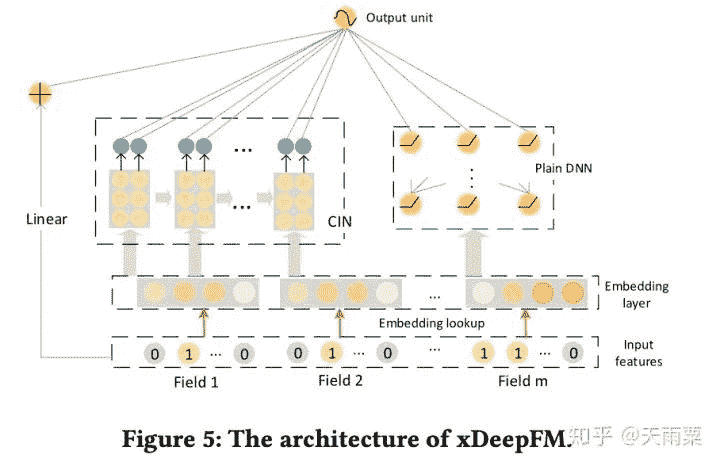 Output unit
...
Plain DNN
...
CIN
Linear
...
Embedding layer
Embedding lookup
0 1 ... 0
0 1 ... 0
...
1 1 ... 0
Input features
Field 1
Field 2
Field m
Figure 5: The architecture of xDeepFM.
知乎 @天雨粟